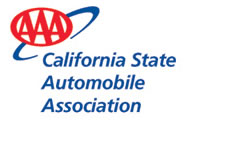 AAA
California State
Automobile
Association